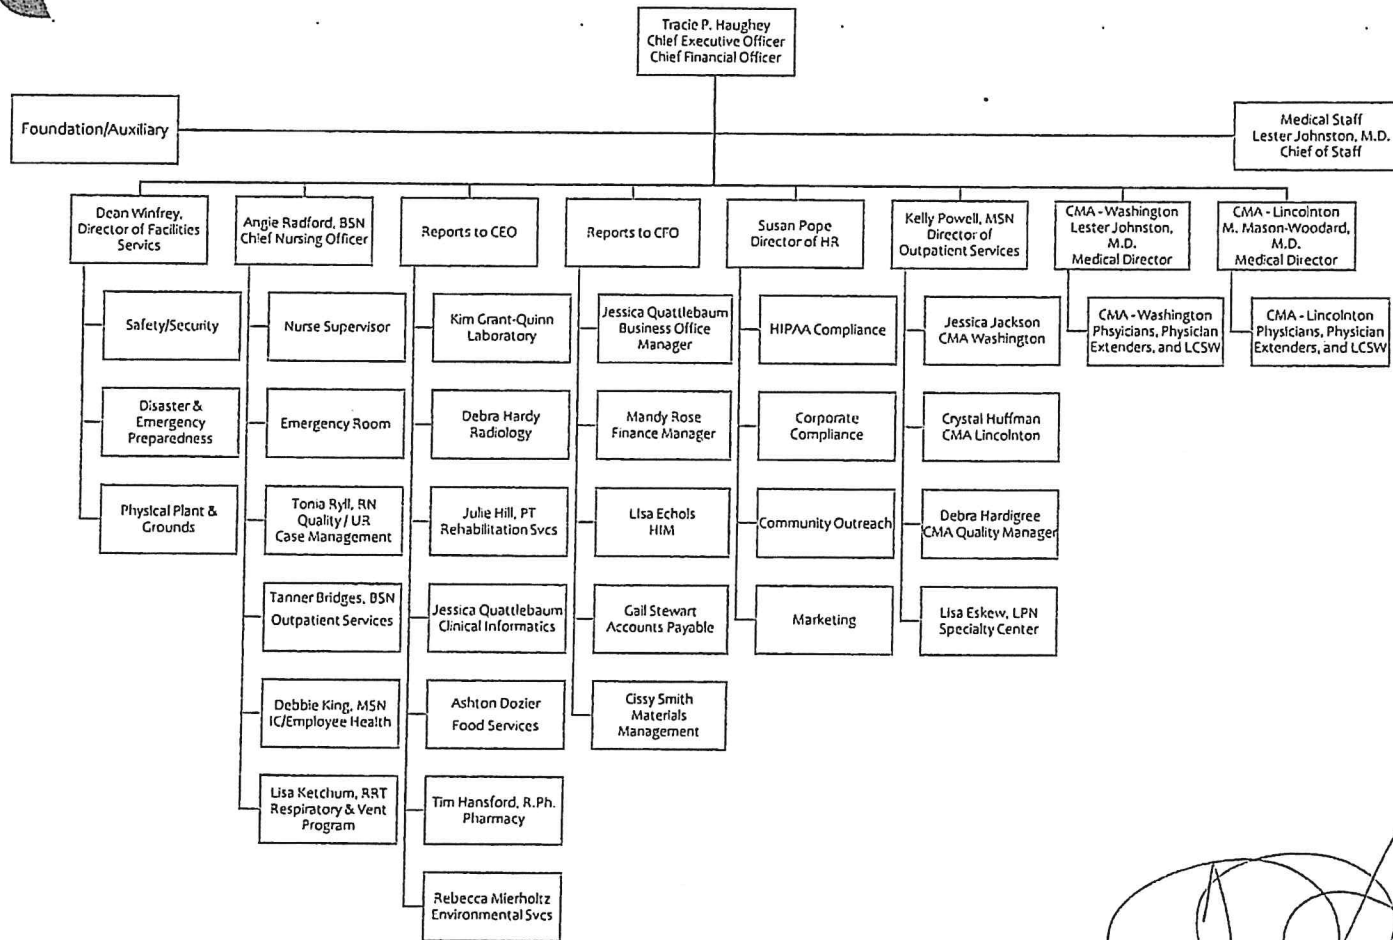 Tracie P. Haughey
Chief Executive Officer
Chief Financial Officer
Foundation/Auxiliary
Medical Staff
Lester Johnston, M.D.
Chief of Staff
Dean Winfrey,
Director of Facilities
Servics
Safety/Security
Disaster &
Emergency
Preparedness
Physical Plant &
Grounds
Angie Radford, BSN
Chief Nursing Officer
Nurse Supervisor
Emergency Room
Tonia Ryll, RN
Quality / UR
Case Management
Tanner Bridges, BSN
Outpatient Services
Debbie King, MSN
IC/Employee Health
Lisa Ketchum, RRT
Respiratory & Vent
Program
Reports to CEO
Kim Grant-Quinn
Laboratory
Debra Hardy
Radiology
Julie Hill, PT
Rehabilitation Svcs
Jessica Quattlebaum
Clinical Informatics
Ashton Dozier
Food Services
Tim Hansford, R.Ph.
Pharmacy
Rebecca Mierholtz
Environmental Svcs
Reports to CFO
Jessica Quattlebaum
Business Office
Manager
Mandy Rose
Finance Manager
Lisa Echols
HIM
Gail Stewart
Accounts Payable
Cissy Smith
Materials
Management
Susan Pope
Director of HR
HIPAA Compliance
Corporate
Compliance
Community Outreach
Marketing
Kelly Powell, MSN
Director of
Outpatient Services
Jessica Jackson
CMA Washington
Crystal Huffman
CMA Lincolnton
Debra Hardigree
CMA Quality Manager
Lisa Eskew, LPN
Specialty Center
CMA - Washington
Lester Johnston,
M.D.
Medical Director
CMA - Washington
Phsyicians, Physician
Extenders, and LCSW
CMA - Lincolnton
M. Mason-Woodard,
M.D.
Medical Director
CMA - Lincolnton
Physicians, Physician
Extenders, and LCSW